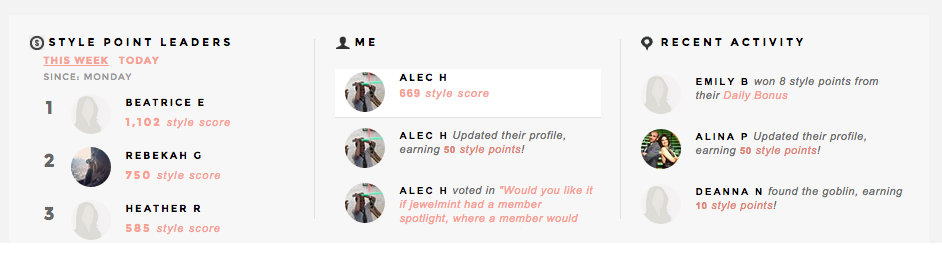 STYLE POINT LEADERS
THIS WEEK TODAY
SINCE: MONDAY
1
BEATRICE E
1,102 style score
2
REBEKAH G
750 style score
3
HEATHER R
585 style score
ME
ALEC H
669 style score
ALEC H Updated their profile,
earning 50 style points!
ALEC H voted in "Would you like it
if jewelmint had a member
spotlight, where a member would
RECENT ACTIVITY
EMILY B won 8 style points from
their Daily Bonus
ALINA P Updated their profile,
earning 50 style points!
DEANNA N found the goblin, earning
10 style points!